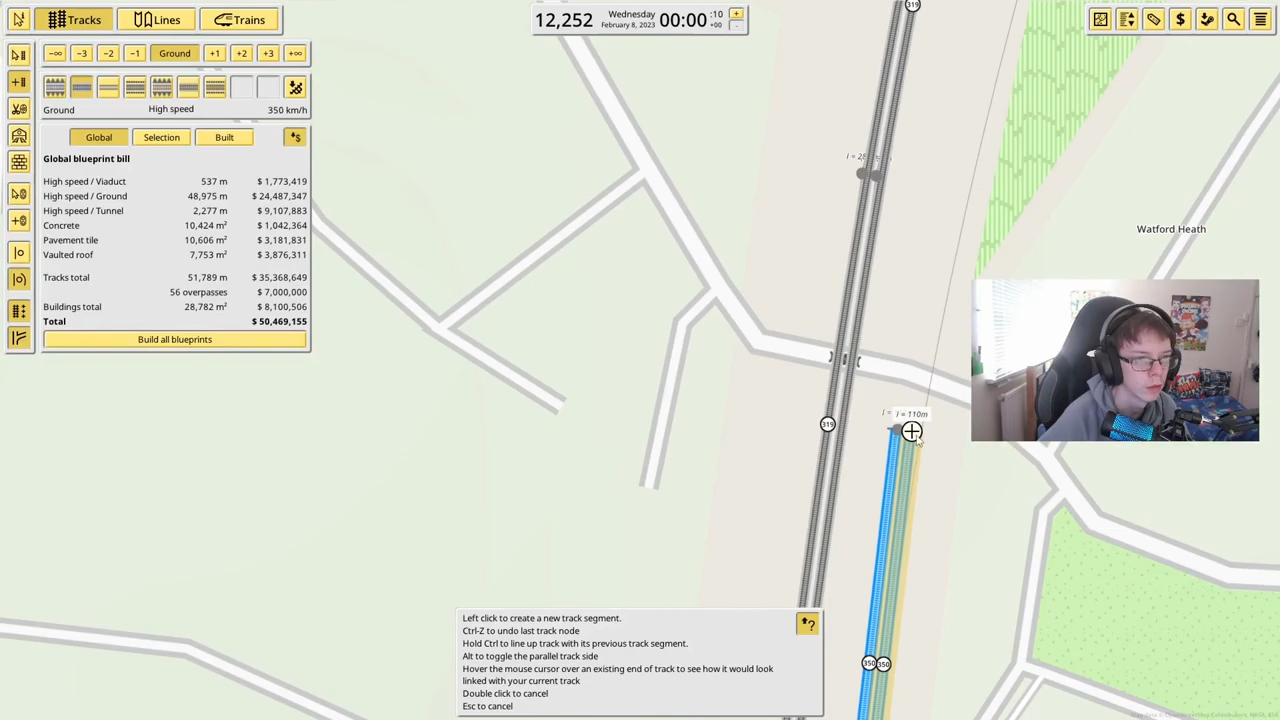 Tracks
Lines
Trains
12,252
Wednesday
February 8, 2023
00:00
:10
+00
+
-
-∞
-3
-2
-1
Ground
+1
+2
+3
+∞
Ground
High speed
350 km/h
Global
Selection
Built
Global blueprint bill
High speed / Viaduct 537 m $ 1,773,419
High speed / Ground 48,975 m $ 24,487,347
High speed / Tunnel 2,277 m $ 9,107,883
Concrete 10,424 m² $ 1,042,364
Pavement tile 10,606 m² $ 3,181,831
Vaulted roof 7,753 m² $ 3,876,311
Tracks total 51,789 m $ 35,368,649
56 overpasses $ 7,000,000
Buildings total 28,782 m² $ 8,100,506
Total $ 50,469,155
Build all blueprints
319
Watford Heath
l = 110m
319
350
350
Left click to create a new track segment.
Ctrl-Z to undo last track node
Hold Ctrl to line up track with its previous track segment.
Alt to toggle the parallel track side
Hover the mouse cursor over an existing end of track to see how it would look
linked with your current track
Double click to cancel
Esc to cancel